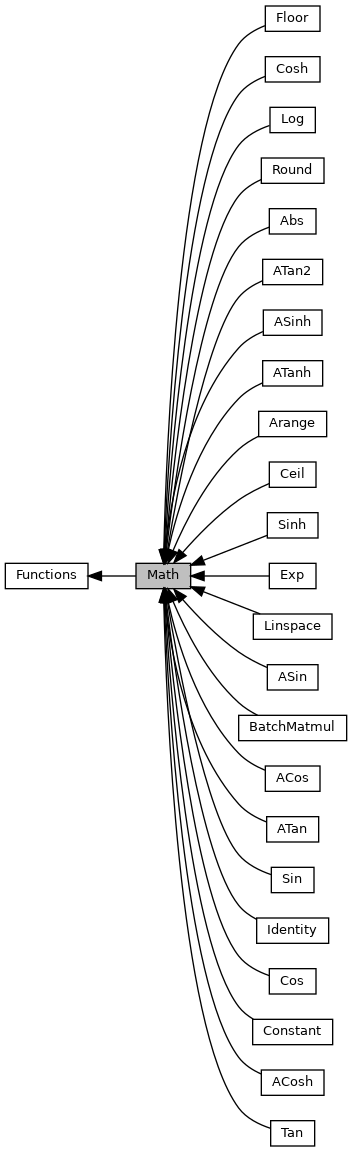 Floor
Cosh
Log
Round
Abs
ATan2
ASinh
ATanh
Arange
Ceil
Sinh
Functions
Math
Exp
Linspace
ASin
BatchMatmul
ACos
ATan
Sin
Identity
Cos
Constant
ACosh
Tan